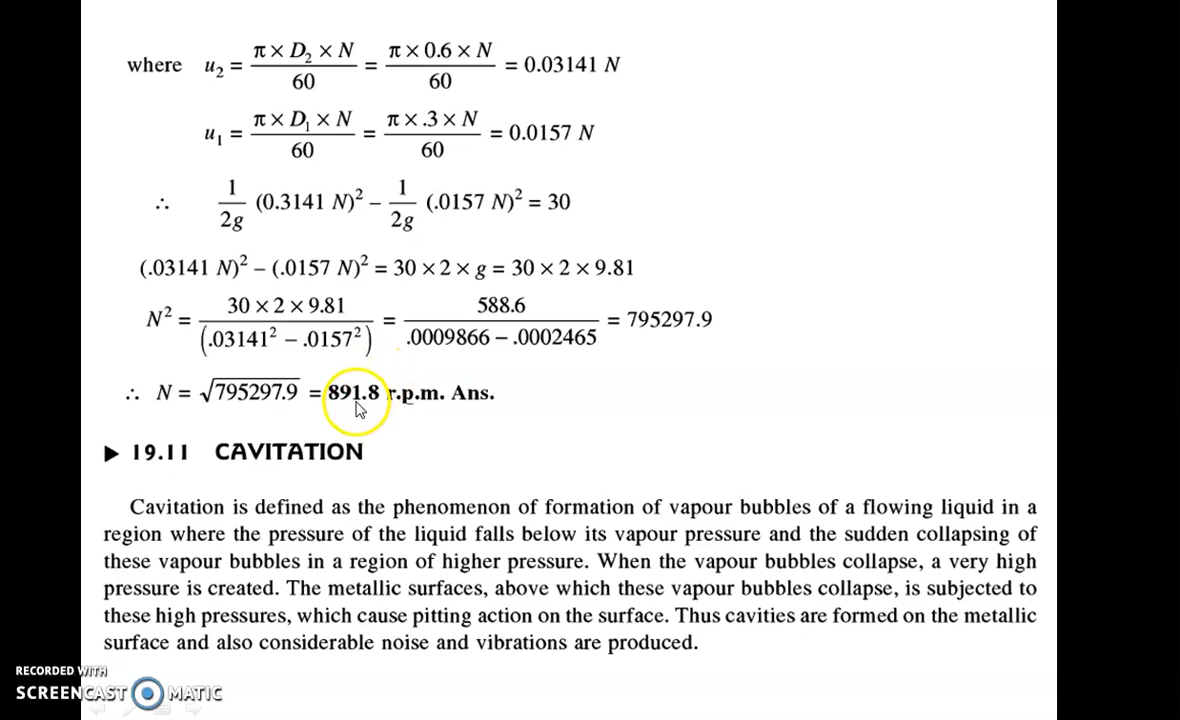 where u₂ = π × D₂ × N / 60 = π × 0.6 × N / 60 = 0.03141 N
u₁ = π × D₁ × N / 60 = π × .3 × N / 60 = 0.0157 N
∴ 1/2g (0.3141 N)² – 1/2g (.0157 N)² = 30
(.03141 N)² – (.0157 N)² = 30 × 2 × g = 30 × 2 × 9.81
N² = 30 × 2 × 9.81 / (.03141² – .0157²) = 588.6 / .0009866 – .0002465 = 795297.9
∴ N = √795297.9 = 891.8 r.p.m. Ans.
▶ 19.11 CAVITATION
Cavitation is defined as the phenomenon of formation of vapour bubbles of a flowing liquid in a
region where the pressure of the liquid falls below its vapour pressure and the sudden collapsing of
these vapour bubbles in a region of higher pressure. When the vapour bubbles collapse, a very high
pressure is created. The metallic surfaces, above which these vapour bubbles collapse, is subjected to
these high pressures, which cause pitting action on the surface. Thus cavities are formed on the metallic
surface and also considerable noise and vibrations are produced.
RECORDED WITH
SCREENCAST MATIC